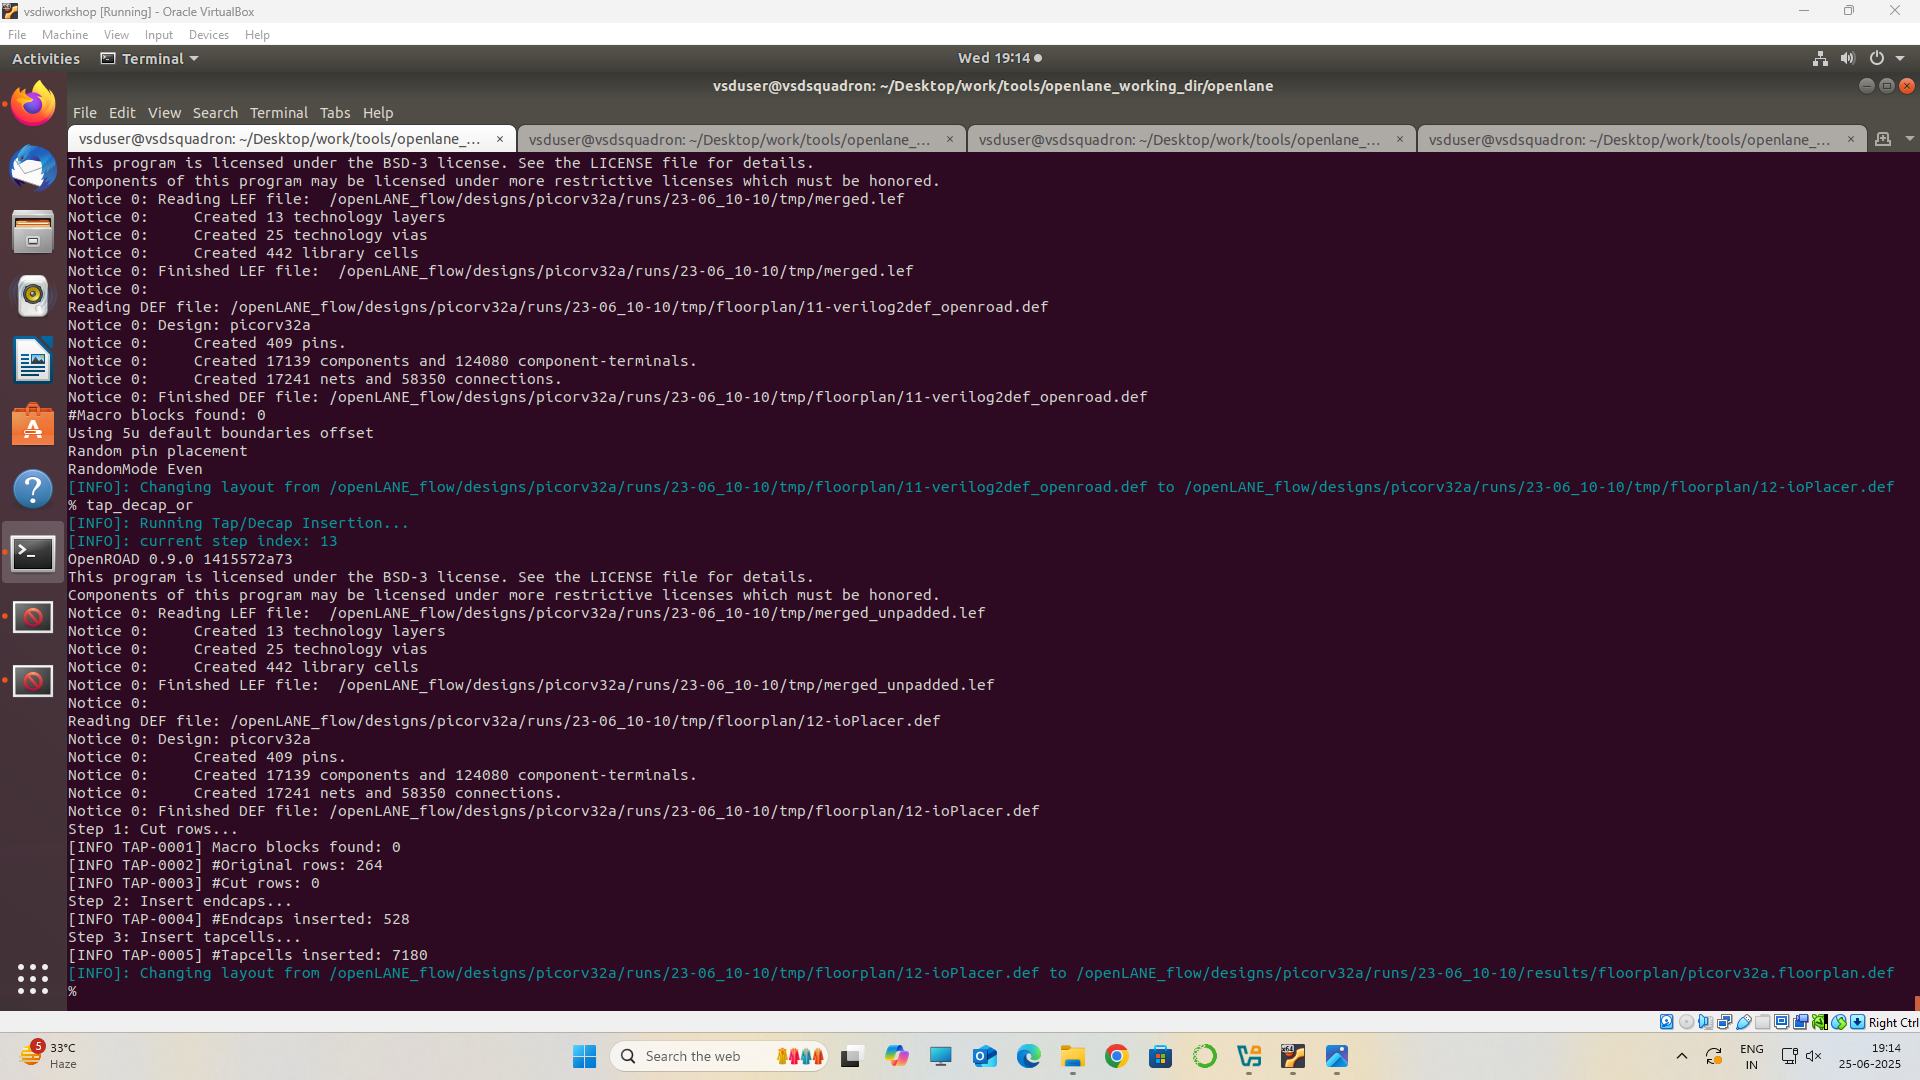 vsdiworkshop [Running] - Oracle VirtualBox
File Machine View Input Devices Help
Activities Terminal Wed 19:14
vsduser@vsdsquadron: ~/Desktop/work/tools/openlane_working_dir/openlane
File Edit View Search Terminal Tabs Help
vsduser@vsdsquadron: ~/Desktop/work/tools/openlane_... × vsduser@vsdsquadron: ~/Desktop/work/tools/openlane_... × vsduser@vsdsquadron: ~/Desktop/work/tools/openlane_... × vsduser@vsdsquadron: ~/Desktop/work/tools/openlane_... ×
This program is licensed under the BSD-3 license. See the LICENSE file for details.
Components of this program may be licensed under more restrictive licenses which must be honored.
Notice 0: Reading LEF file:  /openLANE_flow/designs/picorv32a/runs/23-06_10-10/tmp/merged.lef
Notice 0:     Created 13 technology layers
Notice 0:     Created 25 technology vias
Notice 0:     Created 442 library cells
Notice 0: Finished LEF file:  /openLANE_flow/designs/picorv32a/runs/23-06_10-10/tmp/merged.lef
Notice 0:
Reading DEF file: /openLANE_flow/designs/picorv32a/runs/23-06_10-10/tmp/floorplan/11-verilog2def_openroad.def
Notice 0: Design: picorv32a
Notice 0:     Created 409 pins.
Notice 0:     Created 17139 components and 124080 component-terminals.
Notice 0:     Created 17241 nets and 58350 connections.
Notice 0: Finished DEF file: /openLANE_flow/designs/picorv32a/runs/23-06_10-10/tmp/floorplan/11-verilog2def_openroad.def
#Macro blocks found: 0
Using 5u default boundaries offset
Random pin placement
RandomMode Even
[INFO]: Changing layout from /openLANE_flow/designs/picorv32a/runs/23-06_10-10/tmp/floorplan/11-verilog2def_openroad.def to /openLANE_flow/designs/picorv32a/runs/23-06_10-10/tmp/floorplan/12-ioPlacer.def
% tap_decap_or
[INFO]: Running Tap/Decap Insertion...
[INFO]: current step index: 13
OpenROAD 0.9.0 1415572a73
This program is licensed under the BSD-3 license. See the LICENSE file for details.
Components of this program may be licensed under more restrictive licenses which must be honored.
Notice 0: Reading LEF file:  /openLANE_flow/designs/picorv32a/runs/23-06_10-10/tmp/merged_unpadded.lef
Notice 0:     Created 13 technology layers
Notice 0:     Created 25 technology vias
Notice 0:     Created 442 library cells
Notice 0: Finished LEF file:  /openLANE_flow/designs/picorv32a/runs/23-06_10-10/tmp/merged_unpadded.lef
Notice 0:
Reading DEF file: /openLANE_flow/designs/picorv32a/runs/23-06_10-10/tmp/floorplan/12-ioPlacer.def
Notice 0: Design: picorv32a
Notice 0:     Created 409 pins.
Notice 0:     Created 17139 components and 124080 component-terminals.
Notice 0:     Created 17241 nets and 58350 connections.
Notice 0: Finished DEF file: /openLANE_flow/designs/picorv32a/runs/23-06_10-10/tmp/floorplan/12-ioPlacer.def
Step 1: Cut rows...
[INFO TAP-0001] Macro blocks found: 0
[INFO TAP-0002] #Original rows: 264
[INFO TAP-0003] #Cut rows: 0
Step 2: Insert endcaps...
[INFO TAP-0004] #Endcaps inserted: 528
Step 3: Insert tapcells...
[INFO TAP-0005] #Tapcells inserted: 7180
[INFO]: Changing layout from /openLANE_flow/designs/picorv32a/runs/23-06_10-10/tmp/floorplan/12-ioPlacer.def to /openLANE_flow/designs/picorv32a/runs/23-06_10-10/results/floorplan/picorv32a.floorplan.def
%
Right Ctrl
5 33°C
Haze
Search the web
ENG
IN
19:14
25-06-2025